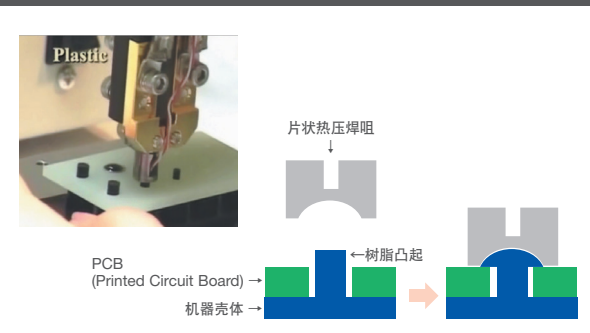 Plastic
片状热压焊咀
↓
←树脂凸起
PCB
(Printed Circuit Board) →
机器壳体 →